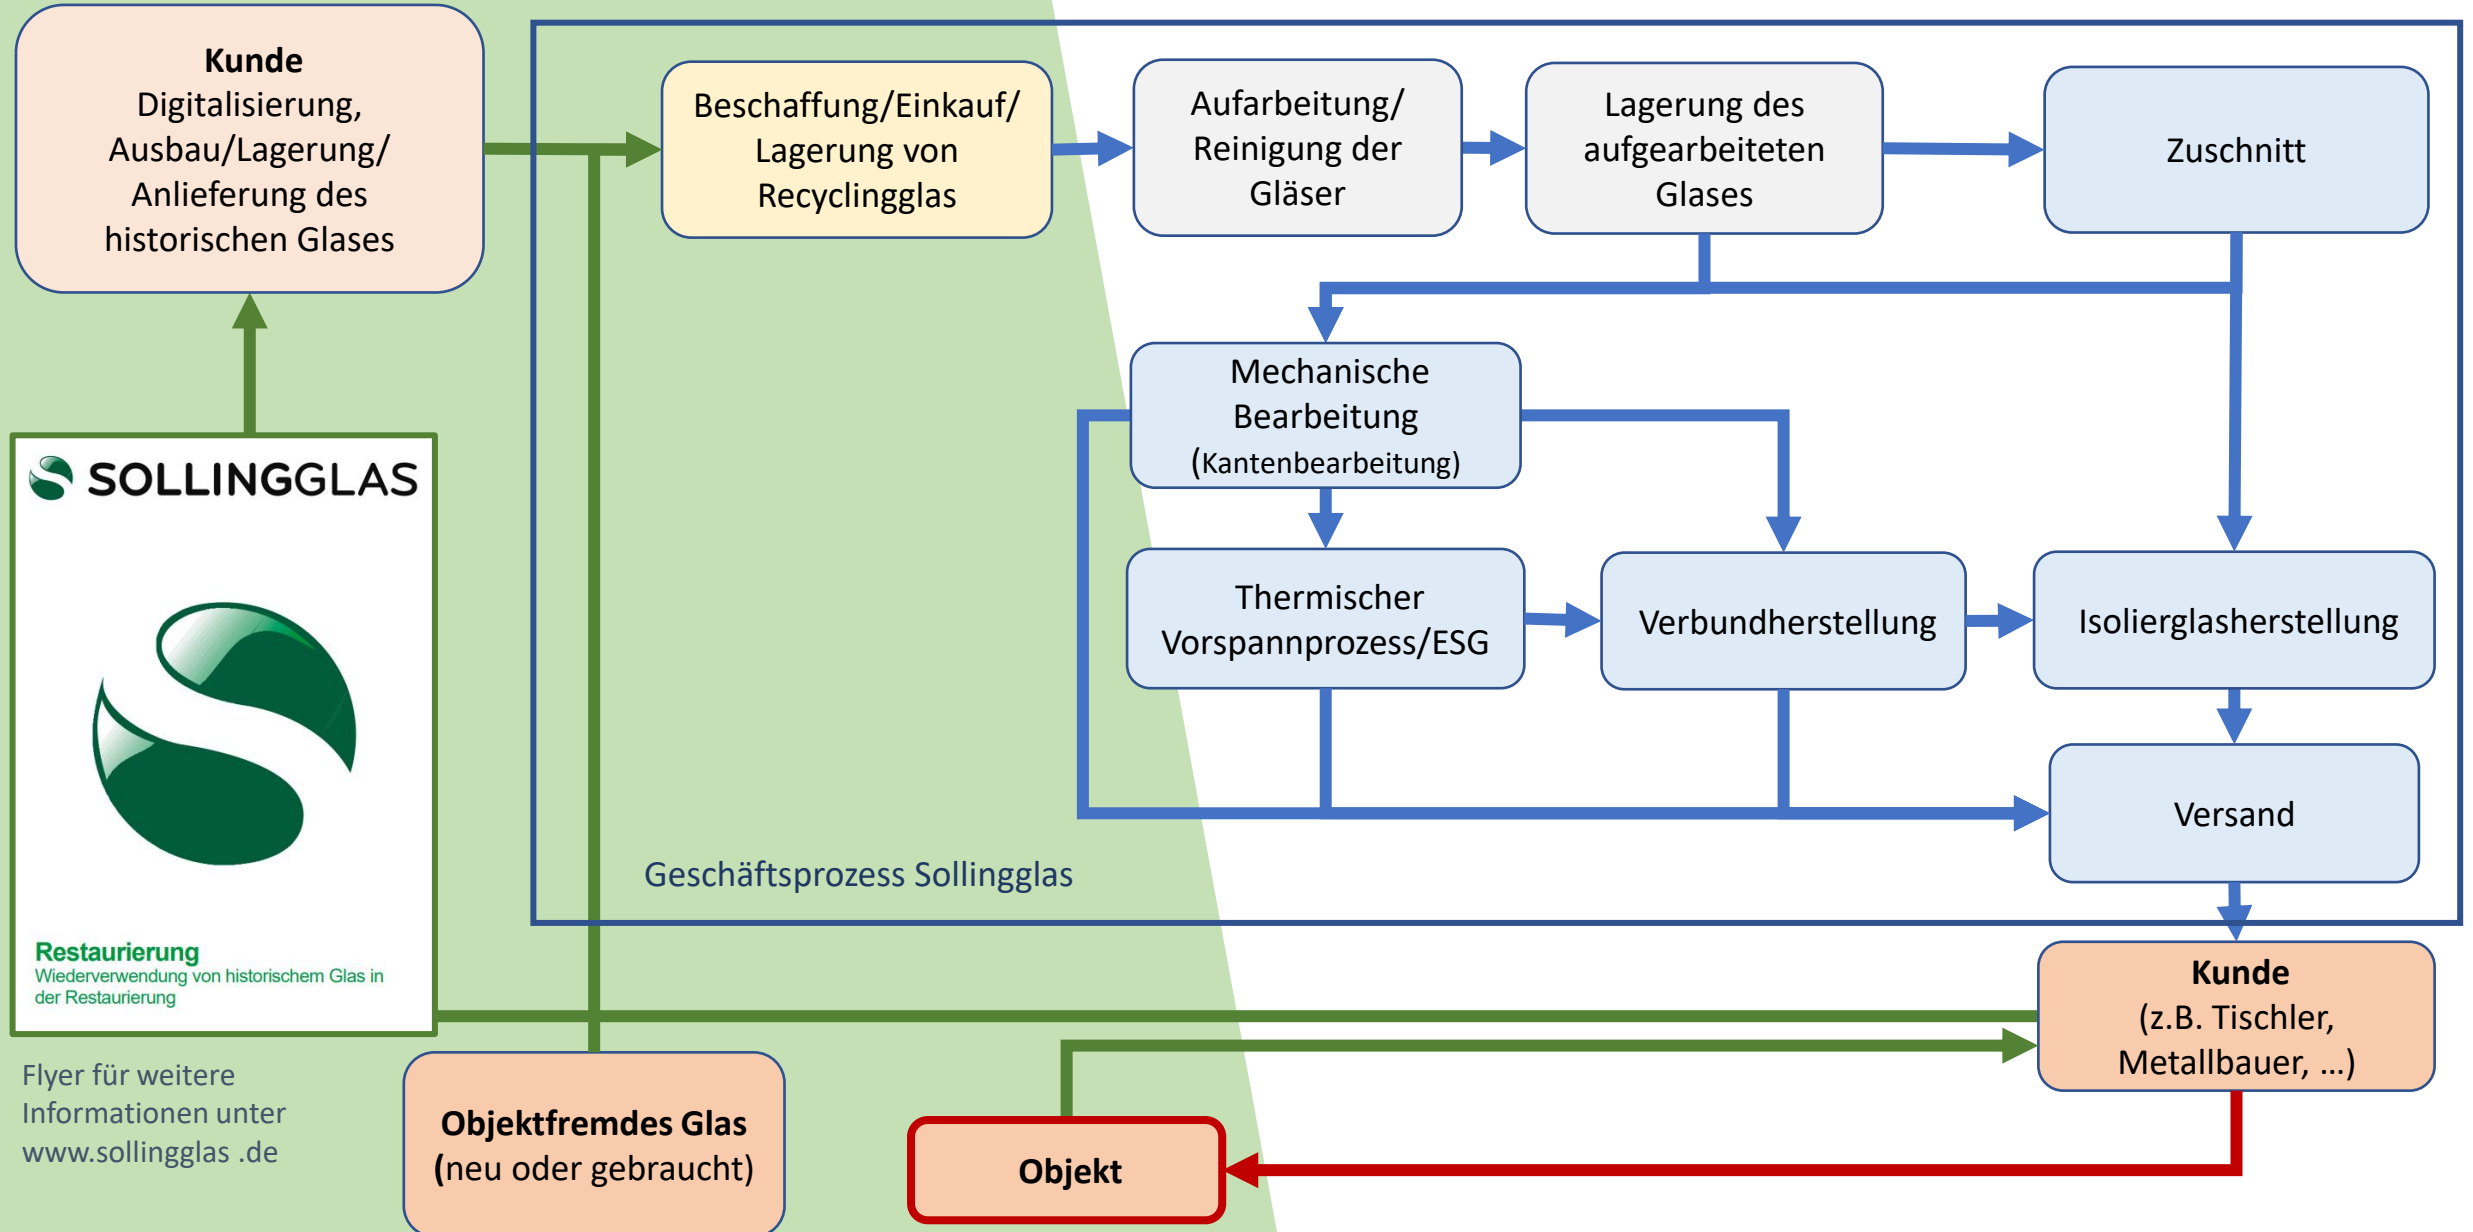 Kunde
Digitalisierung,
Ausbau/Lagerung/
Anlieferung des
historischen Glases
Beschaffung/Einkauf/
Lagerung von
Recyclingglas
Aufarbeitung/
Reinigung der
Gläser
Lagerung des
aufgearbeiteten
Glases
Zuschnitt
Mechanische
Bearbeitung
(Kantenbearbeitung)
Thermischer
Vorspannprozess/ESG
Verbundherstellung
Isolierglasherstellung
Versand
Geschäftsprozess Sollingglas
SOLLINGGLAS
Restaurierung
Wiederverwendung von historischem Glas in
der Restaurierung
Flyer für weitere
Informationen unter
www.sollingglas .de
Objektfremdes Glas
(neu oder gebraucht)
Objekt
Kunde
(z.B. Tischler,
Metallbauer, …)